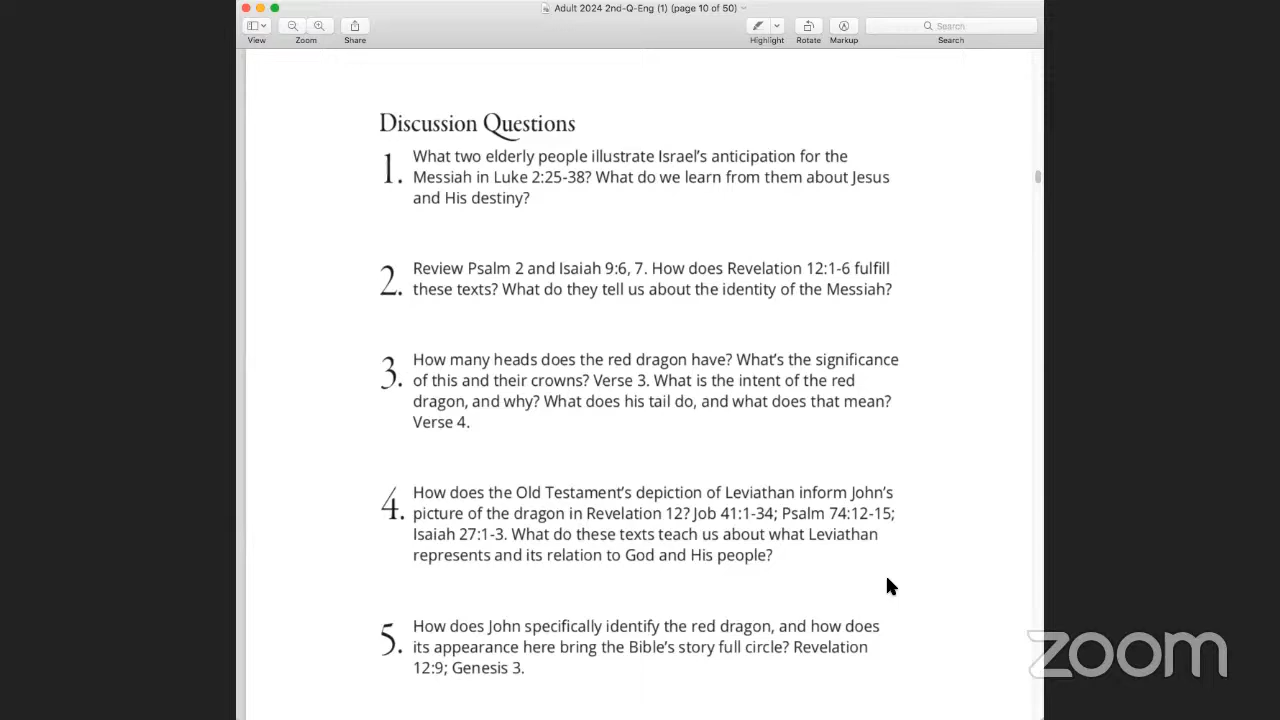 Adult 2024 2nd-Q-Eng (1) (page 10 of 50)
View
Zoom
Share
Highlight
Rotate
Markup
Search
Search
Discussion Questions
1. What two elderly people illustrate Israel's anticipation for the
Messiah in Luke 2:25-38? What do we learn from them about Jesus
and His destiny?
2. Review Psalm 2 and Isaiah 9:6, 7. How does Revelation 12:1-6 fulfill
these texts? What do they tell us about the identity of the Messiah?
3. How many heads does the red dragon have? What's the significance
of this and their crowns? Verse 3. What is the intent of the red
dragon, and why? What does his tail do, and what does that mean?
Verse 4.
4. How does the Old Testament's depiction of Leviathan inform John's
picture of the dragon in Revelation 12? Job 41:1-34; Psalm 74:12-15;
Isaiah 27:1-3. What do these texts teach us about what Leviathan
represents and its relation to God and His people?
5. How does John specifically identify the red dragon, and how does
its appearance here bring the Bible's story full circle? Revelation
12:9; Genesis 3.
zoom